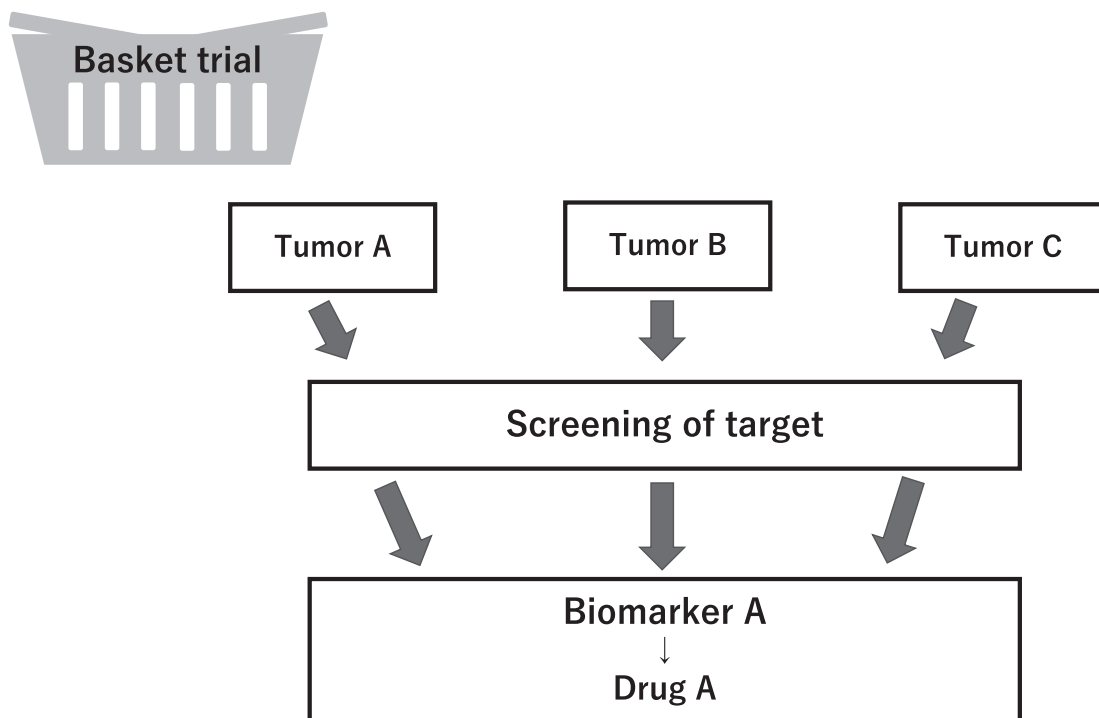 Basket trial
Tumor A
Tumor B
Tumor C
Screening of target
Biomarker A
↓
Drug A